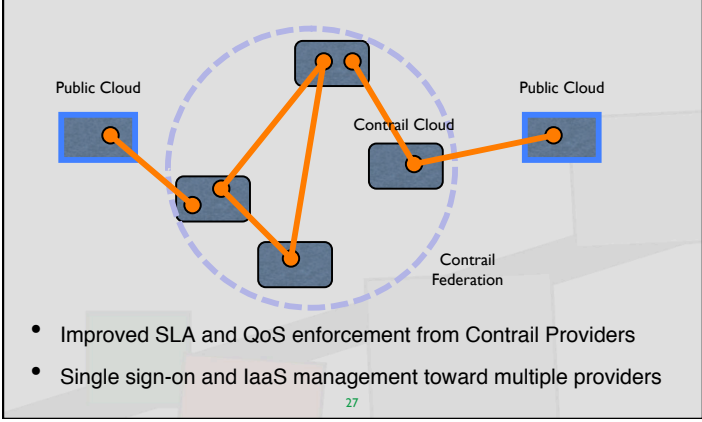 Public Cloud
Public Cloud
Contrail Cloud
Contrail
Federation
• Improved SLA and QoS enforcement from Contrail Providers
• Single sign-on and IaaS management toward multiple providers
27